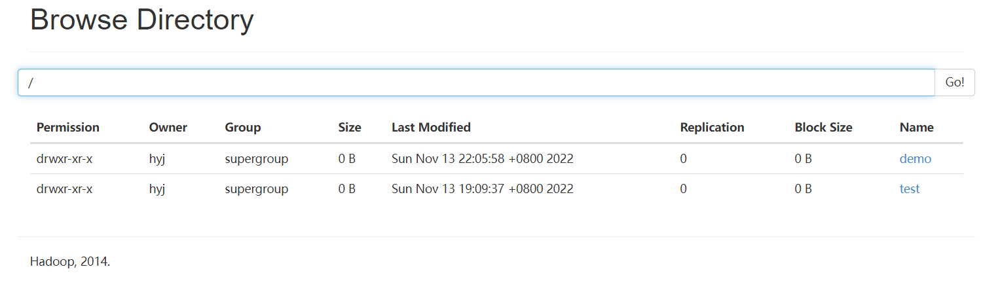 Browse Directory
/ Go!
Permission Owner Group Size Last Modified Replication Block Size Name
drwxr-xr-x hyj supergroup 0 B Sun Nov 13 22:05:58 +0800 2022 0 0 B demo
drwxr-xr-x hyj supergroup 0 B Sun Nov 13 19:09:37 +0800 2022 0 0 B test
Hadoop, 2014.